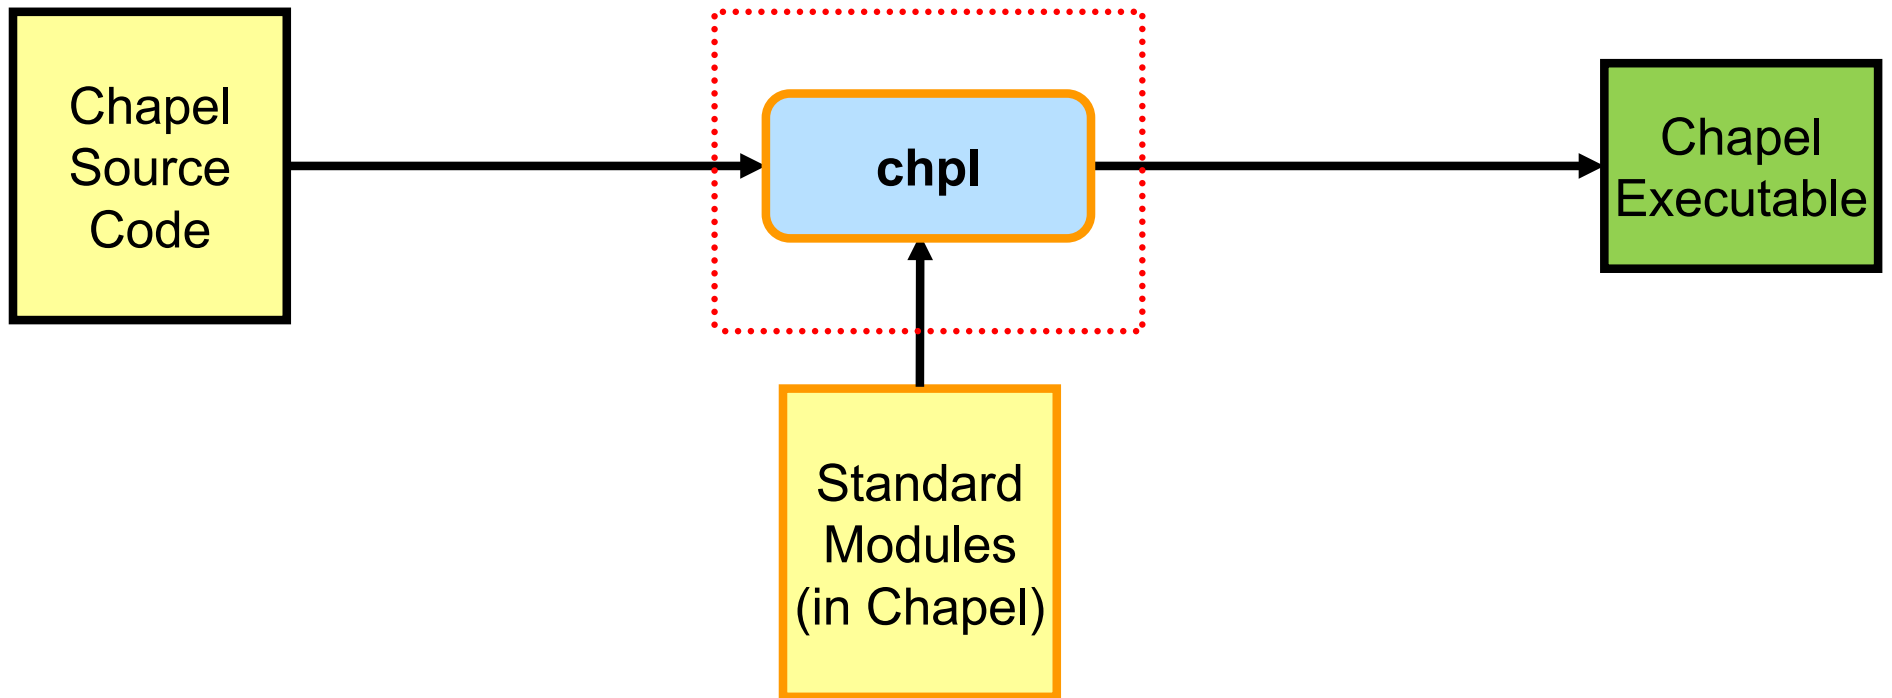 Chapel
Source
Code
chpl
Chapel
Executable
Standard
Modules
(in Chapel)